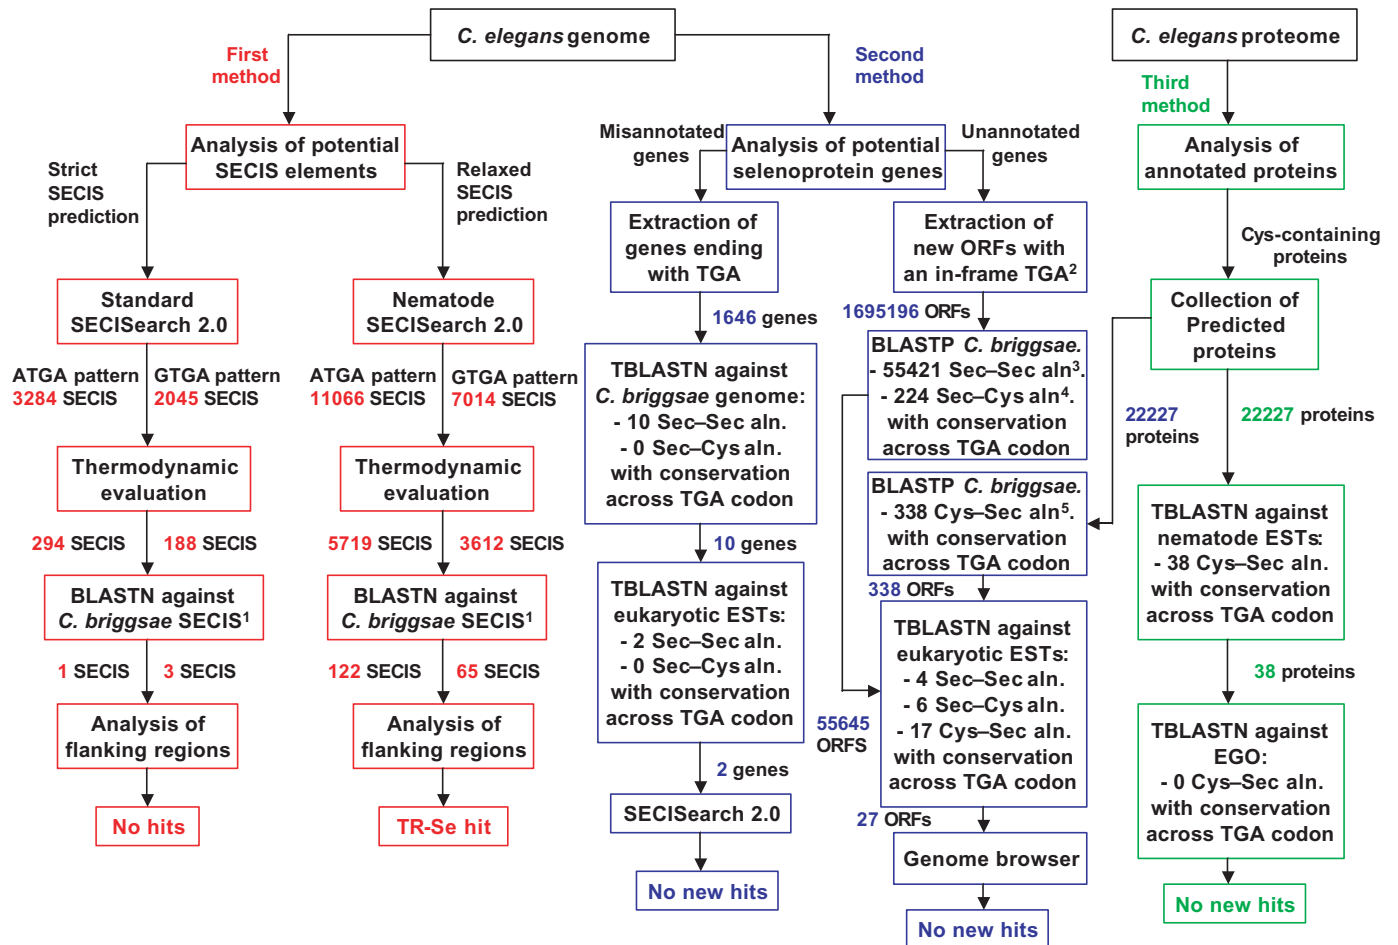 C. elegans genome
C. elegans proteome
First
method
Second
method
Third
method
Analysis of potential
SECIS elements
Strict
SECIS
prediction
Relaxed
SECIS
prediction
Standard
SECISearch 2.0
Nematode
SECISearch 2.0
ATGA pattern
3284 SECIS
GTGA pattern
2045 SECIS
ATGA pattern
11066 SECIS
GTGA pattern
7014 SECIS
Thermodynamic
evaluation
Thermodynamic
evaluation
294 SECIS
188 SECIS
5719 SECIS
3612 SECIS
BLASTN against
C. briggsae SECIS¹
BLASTN against
C. briggsae SECIS¹
1 SECIS
3 SECIS
122 SECIS
65 SECIS
Analysis of
flanking regions
Analysis of
flanking regions
No hits
TR-Se hit
Misannotated
genes
Analysis of potential
selenoprotein genes
Unannotated
genes
Extraction of
genes ending
with TGA
1646 genes
TBLASTN against
C. briggsae genome:
- 10 Sec–Sec aln.
- 0 Sec–Cys aln.
with conservation
across TGA codon
10 genes
TBLASTN against
eukaryotic ESTs:
- 2 Sec–Sec aln.
- 0 Sec–Cys aln.
with conservation
across TGA codon
2 genes
SECISearch 2.0
No new hits
Extraction of
new ORFs with
an in-frame TGA²
1695196 ORFs
BLASTP C. briggsae.
- 55421 Sec–Sec aln³.
- 224 Sec–Cys aln⁴.
with conservation
across TGA codon
BLASTP C. briggsae.
- 338 Cys–Sec aln⁵.
with conservation
across TGA codon
338 ORFs
55645
ORFS
TBLASTN against
eukaryotic ESTs:
- 4 Sec–Sec aln.
- 6 Sec–Cys aln.
- 17 Cys–Sec aln.
with conservation
across TGA codon
27 ORFs
Genome browser
No new hits
Analysis of
annotated proteins
Cys-containing
proteins
Collection of
Predicted
proteins
22227
proteins
22227 proteins
TBLASTN against
nematode ESTs:
- 38 Cys–Sec aln.
with conservation
across TGA codon
38 proteins
TBLASTN against
EGO:
- 0 Cys–Sec aln.
with conservation
across TGA codon
No new hits